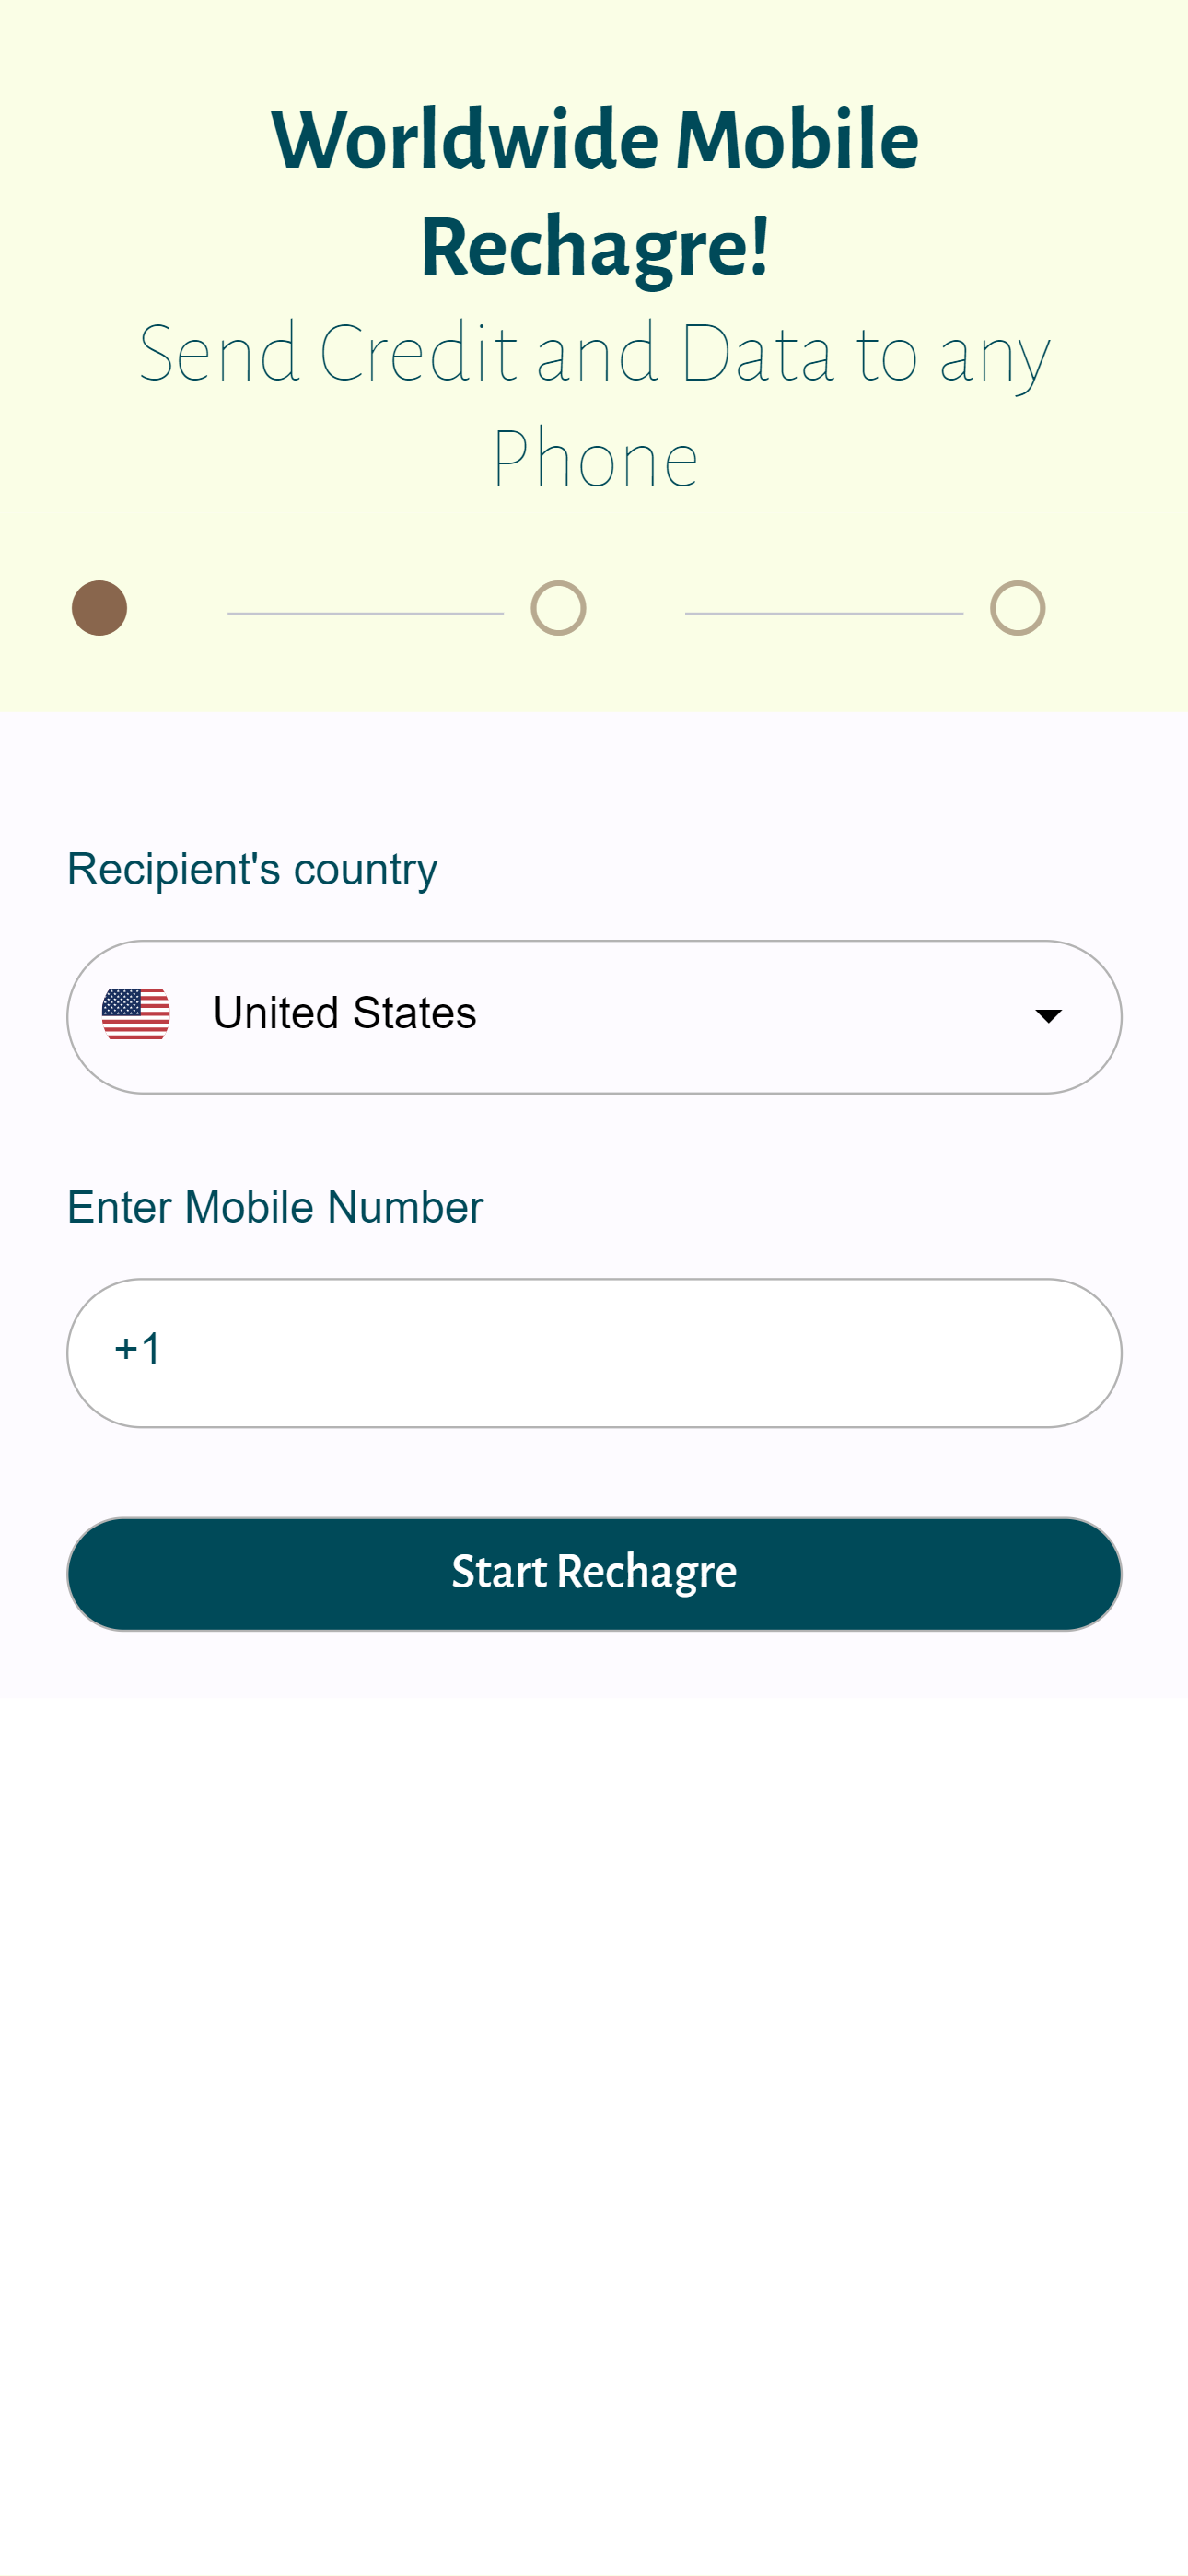 Worldwide Mobile
Rechagre!
Send Credit and Data to any
Phone
Recipient's country
United States
Enter Mobile Number
+1
Start Rechagre